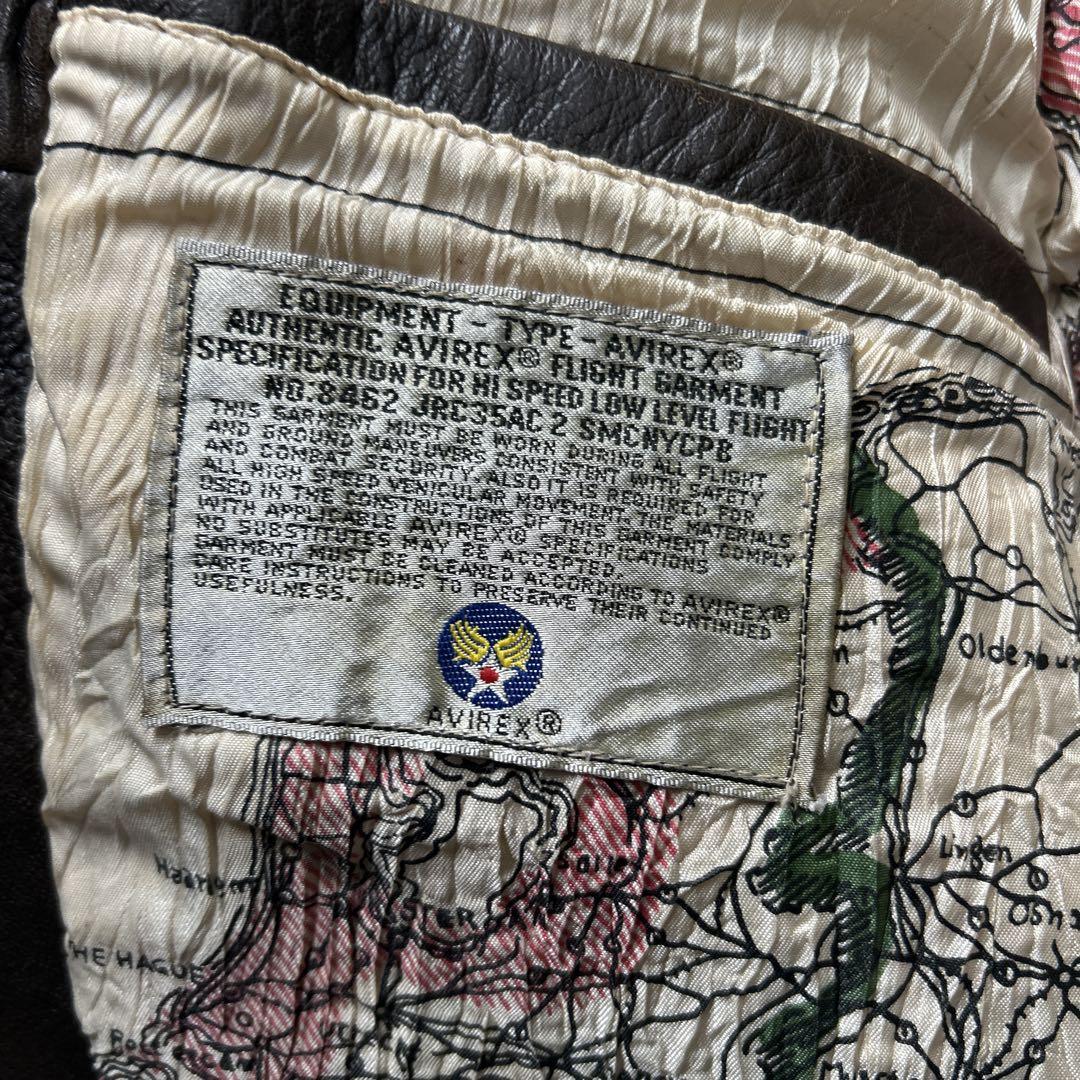 EQUIPMENT - TYPE - AVIREX®
AUTHENTIC AVIREX® FLIGHT GARMENT
SPECIFICATION FOR HI SPEED LOW LEVEL FLIGHT
NO. 8462 JRC35AC2 SMCNYCPB
THIS GARMENT MUST BE WORN DURING ALL FLIGHT
AND GROUND MANEUVERS CONSISTENT WITH SAFETY
AND COMBAT SECURITY. ALSO IT IS REQUIRED FOR
ALL HIGH SPEED VEHICULAR MOVEMENT. THE MATERIALS
USED IN THE CONSTRUCTIONS OF THIS GARMENT COMPLY
WITH APPLICABLE AVIREX® SPECIFICATIONS
NO SUBSTITUTES MAY BE ACCEPTED.
GARMENT MUST BE CLEANED ACCORDING TO AVIREX®
CARE INSTRUCTIONS TO PRESERVE THEIR CONTINUED
USEFULNESS.
AVIREX®
Lingen
THE HAGUE